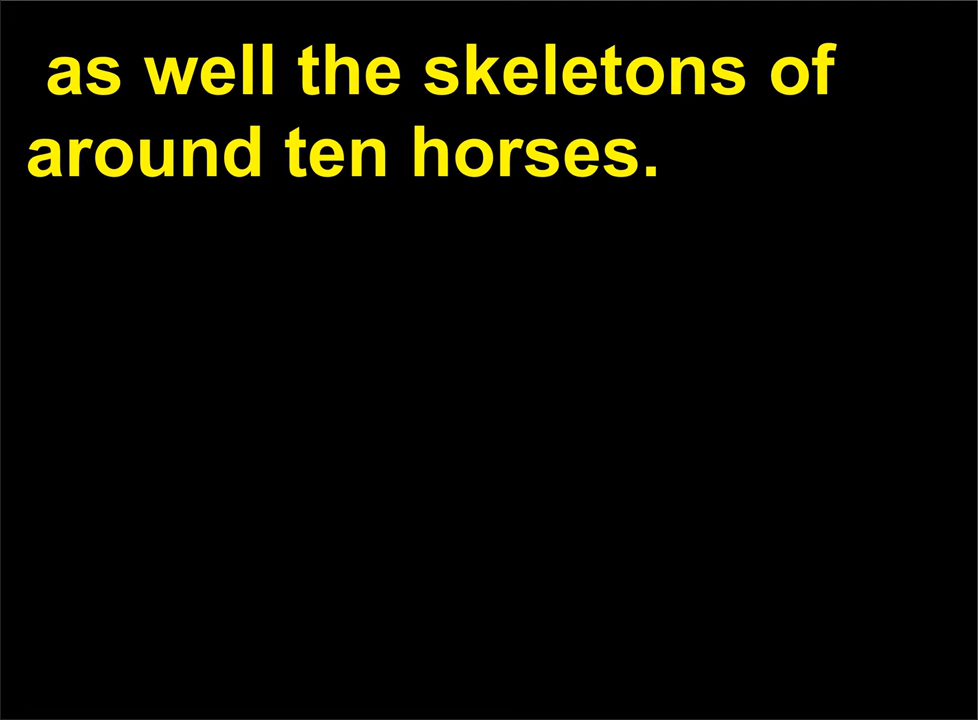 as well the skeletons of
around ten horses.